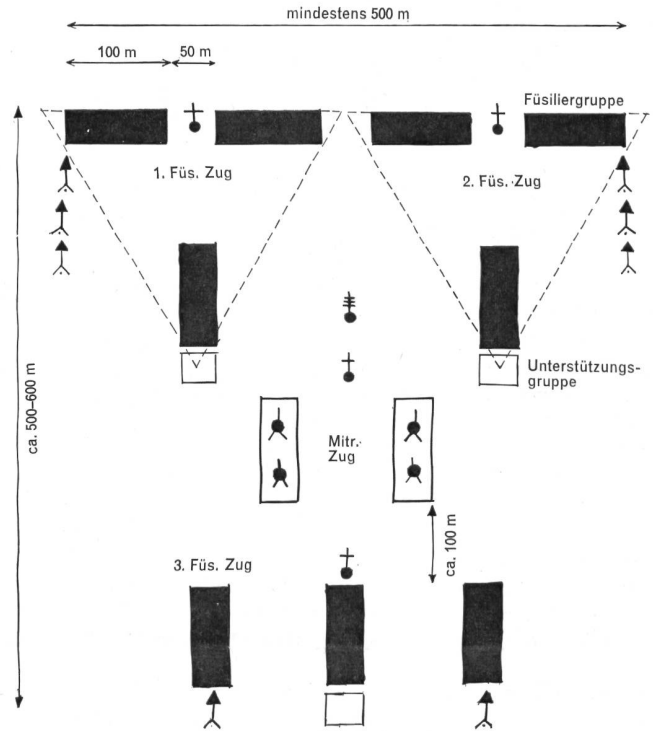 mindestens 500 m
100 m
50 m
Füsiliergruppe
1. Füs. Zug
2. Füs. Zug
ca. 500–600 m
Unterstützungs-
gruppe
Mitr.
Zug
ca. 100 m
3. Füs. Zug